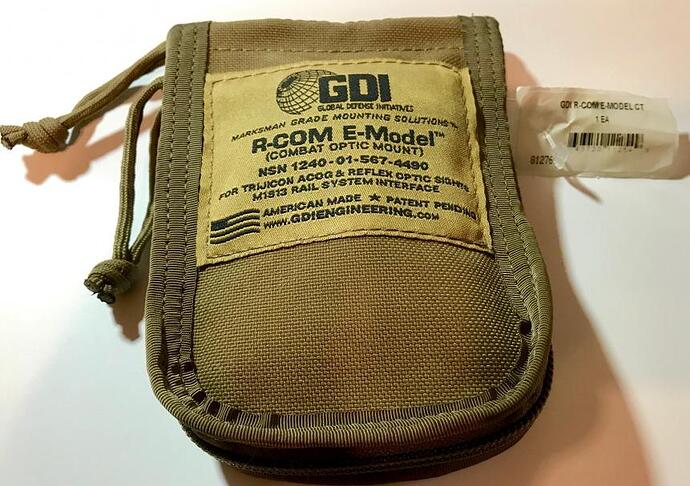 GDI
GLOBAL DEFENSE INITIATIVES
MARKSMAN GRADE MOUNTING SOLUTIONS™
R-COM E-Model™
(COMBAT OPTIC MOUNT)
NSN 1240-01-567-4490
FOR TRIJICON ACOG & REFLEX OPTIC SIGHTS
M1913 RAIL SYSTEM INTERFACE
AMERICAN MADE ★ PATENT PENDING
WWW.GDIENGINEERING.COM
GDI R-COM E-MODEL CT
1 EA